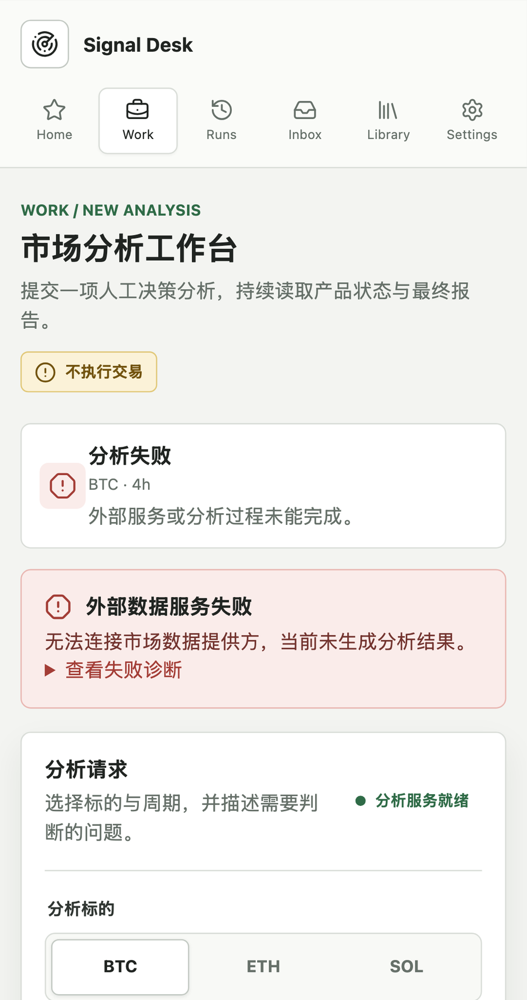 Signal Desk
Home
Work
Runs
Inbox
Library
Settings
WORK / NEW ANALYSIS
市场分析工作台
提交一项人工决策分析，持续读取产品状态与最终报
告。
不执行交易
分析失败
BTC · 4h
外部服务或分析过程未能完成。
外部数据服务失败
无法连接市场数据提供方，当前未生成分析结果。
查看失败诊断
分析请求
选择标的与周期，并描述需要判
断的问题。
分析服务就绪
分析标的
BTC
ETH
SOL